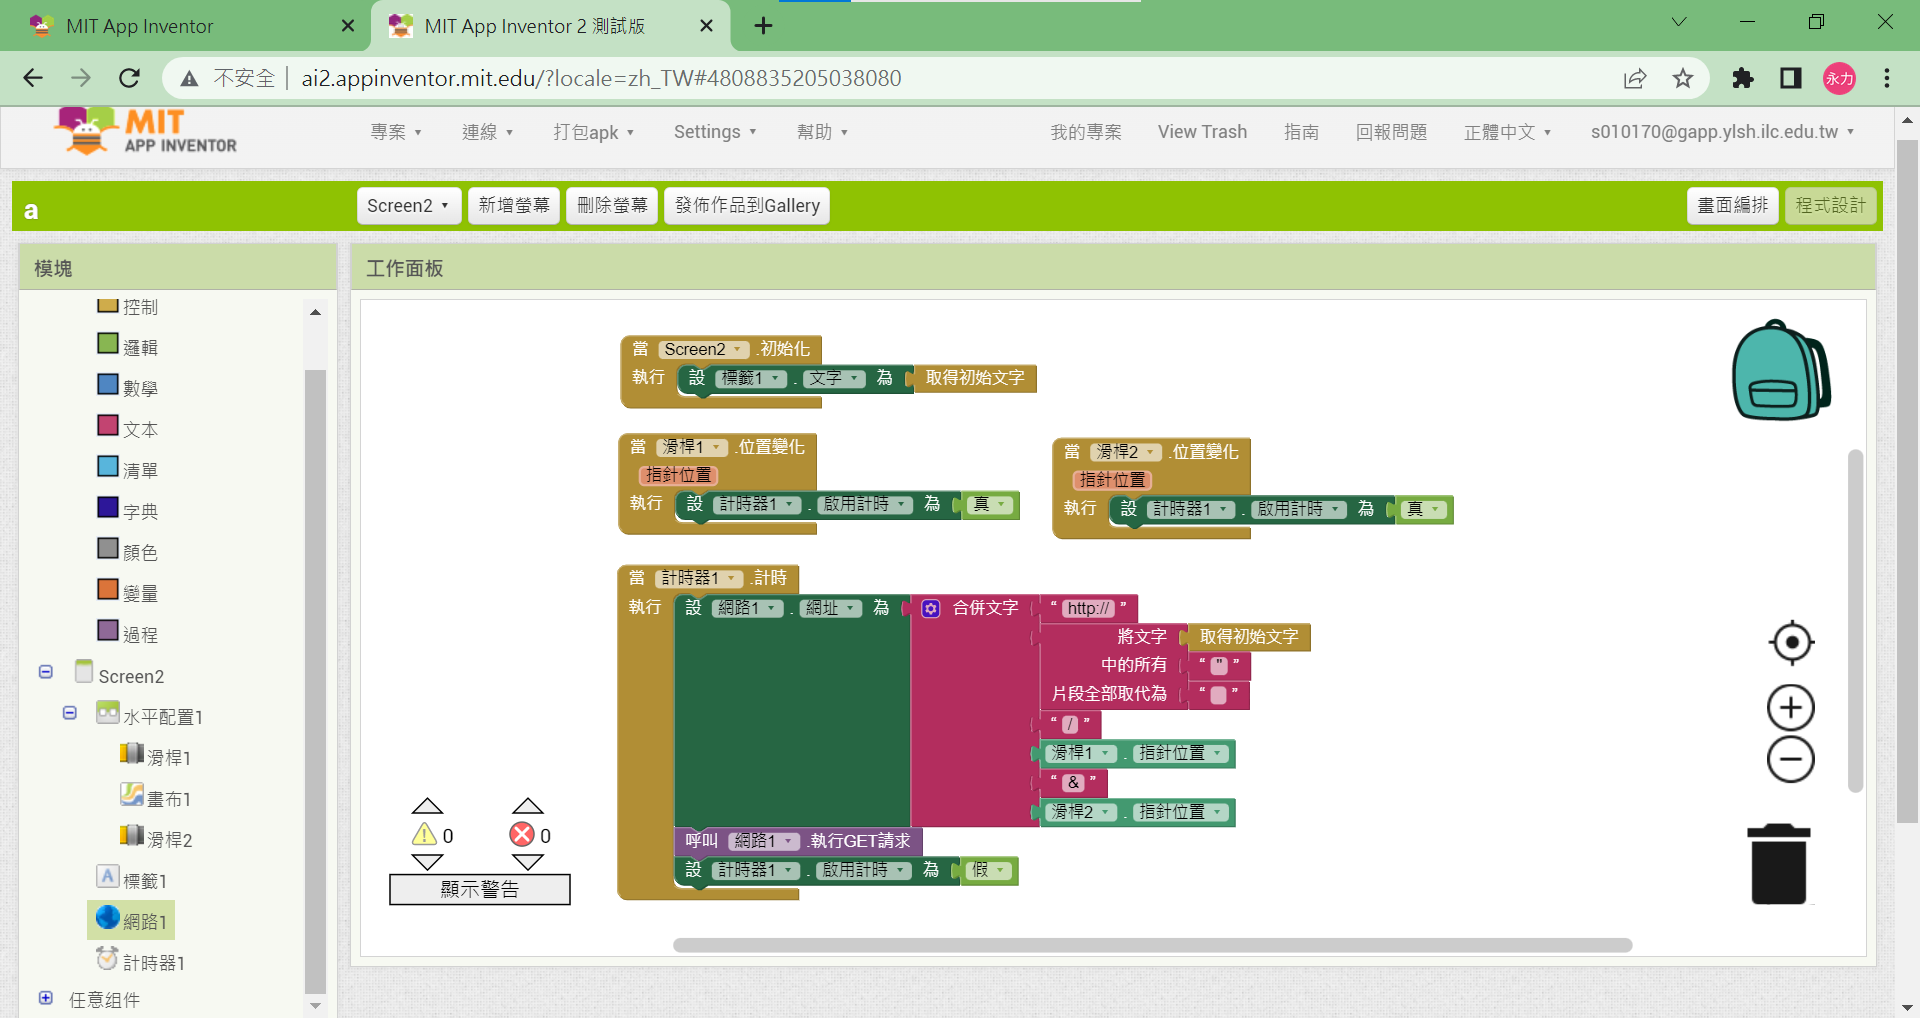 MIT App Inventor
MIT App Inventor 2 測試版
不安全 ai2.appinventor.mit.edu/?locale=zh_TW#4808835205038080
永力
MIT
APP INVENTOR
專案 連線 打包apk Settings 幫助 我的專案 View Trash 指南 回報問題 正體中文 s010170@gapp.ylsh.ilc.edu.tw
a
Screen2 新增螢幕 刪除螢幕 發佈作品到Gallery 畫面編排 程式設計
模塊
控制
邏輯
數學
文本
清單
字典
顏色
變量
過程
Screen2
水平配置1
滑桿1
畫布1
滑桿2
標籤1
網路1
計時器1
任意組件
工作面板
當 Screen2 .初始化
執行 設 標籤1 . 文字 為 取得初始文字
當 滑桿1 .位置變化
指針位置
執行 設 計時器1 . 啟用計時 為 真
當 滑桿2 .位置變化
指針位置
執行 設 計時器1 . 啟用計時 為 真
當 計時器1 .計時
執行 設 網路1 . 網址 為 合併文字 “ http:// ”
將文字 取得初始文字
中的所有 “ " ”
片段全部取代為 “ ”
“ / ”
滑桿1 . 指針位置
“ & ”
滑桿2 . 指針位置
呼叫 網路1 .執行GET請求
設 計時器1 . 啟用計時 為 假
0 0
顯示警告